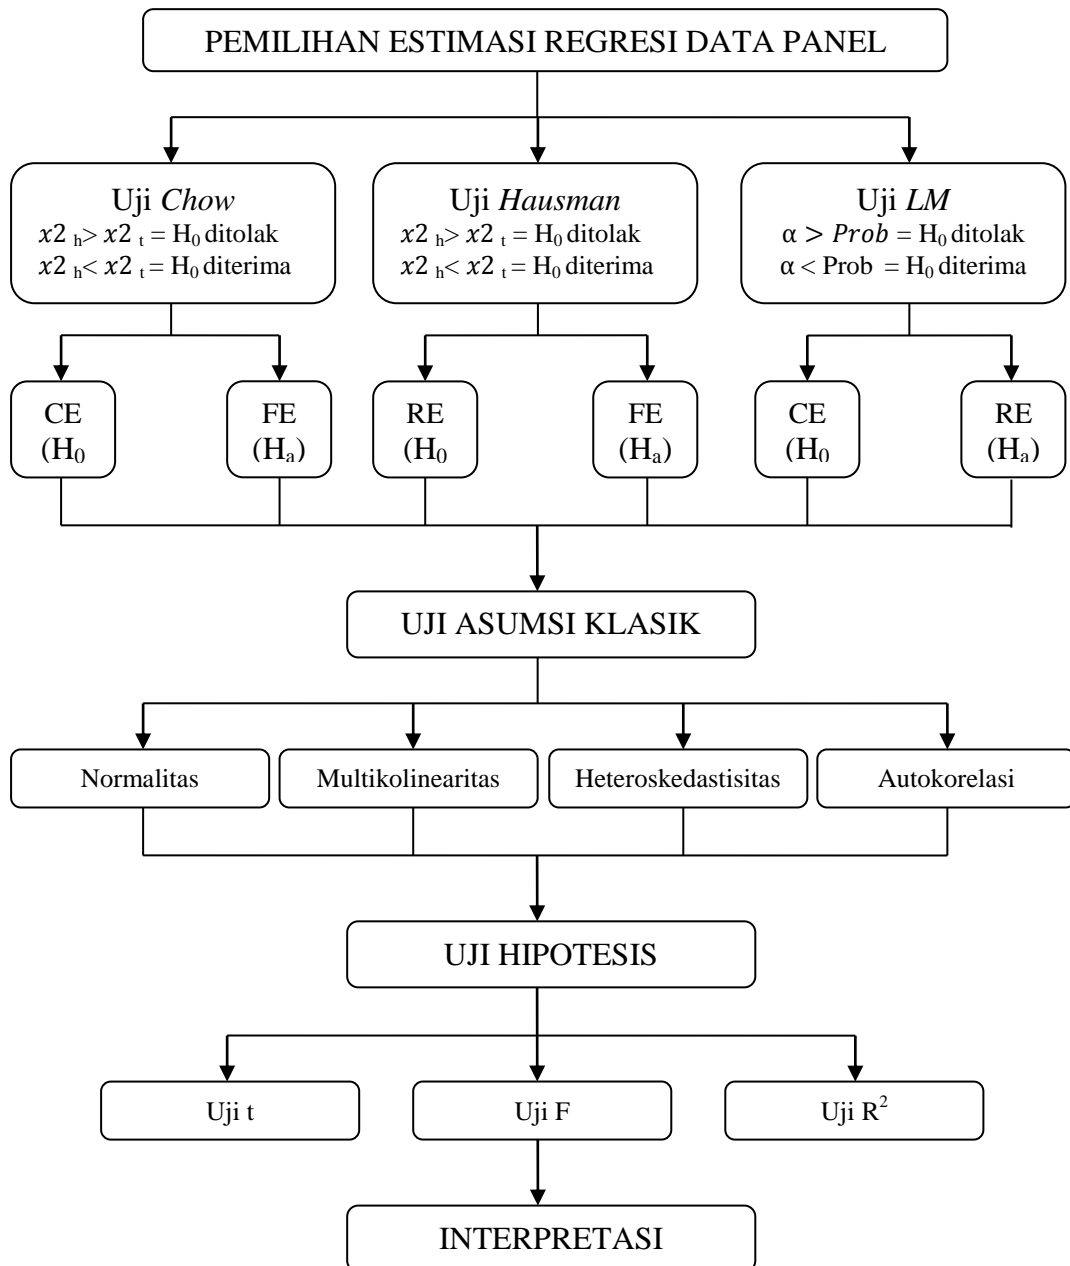 PEMILIHAN ESTIMASI REGRESI DATA PANEL
Uji Chow
x2 h> x2 t = H0 ditolak
x2 h< x2 t = H0 diterima
Uji Hausman
x2 h> x2 t = H0 ditolak
x2 h< x2 t = H0 diterima
Uji LM
α > Prob = H0 ditolak
α < Prob = H0 diterima
CE
(H0
FE
(Ha)
RE
(H0
FE
(Ha)
CE
(H0
RE
(Ha)
UJI ASUMSI KLASIK
Normalitas
Multikolinearitas
Heteroskedastisitas
Autokorelasi
UJI HIPOTESIS
Uji t
Uji F
Uji R²
INTERPRETASI